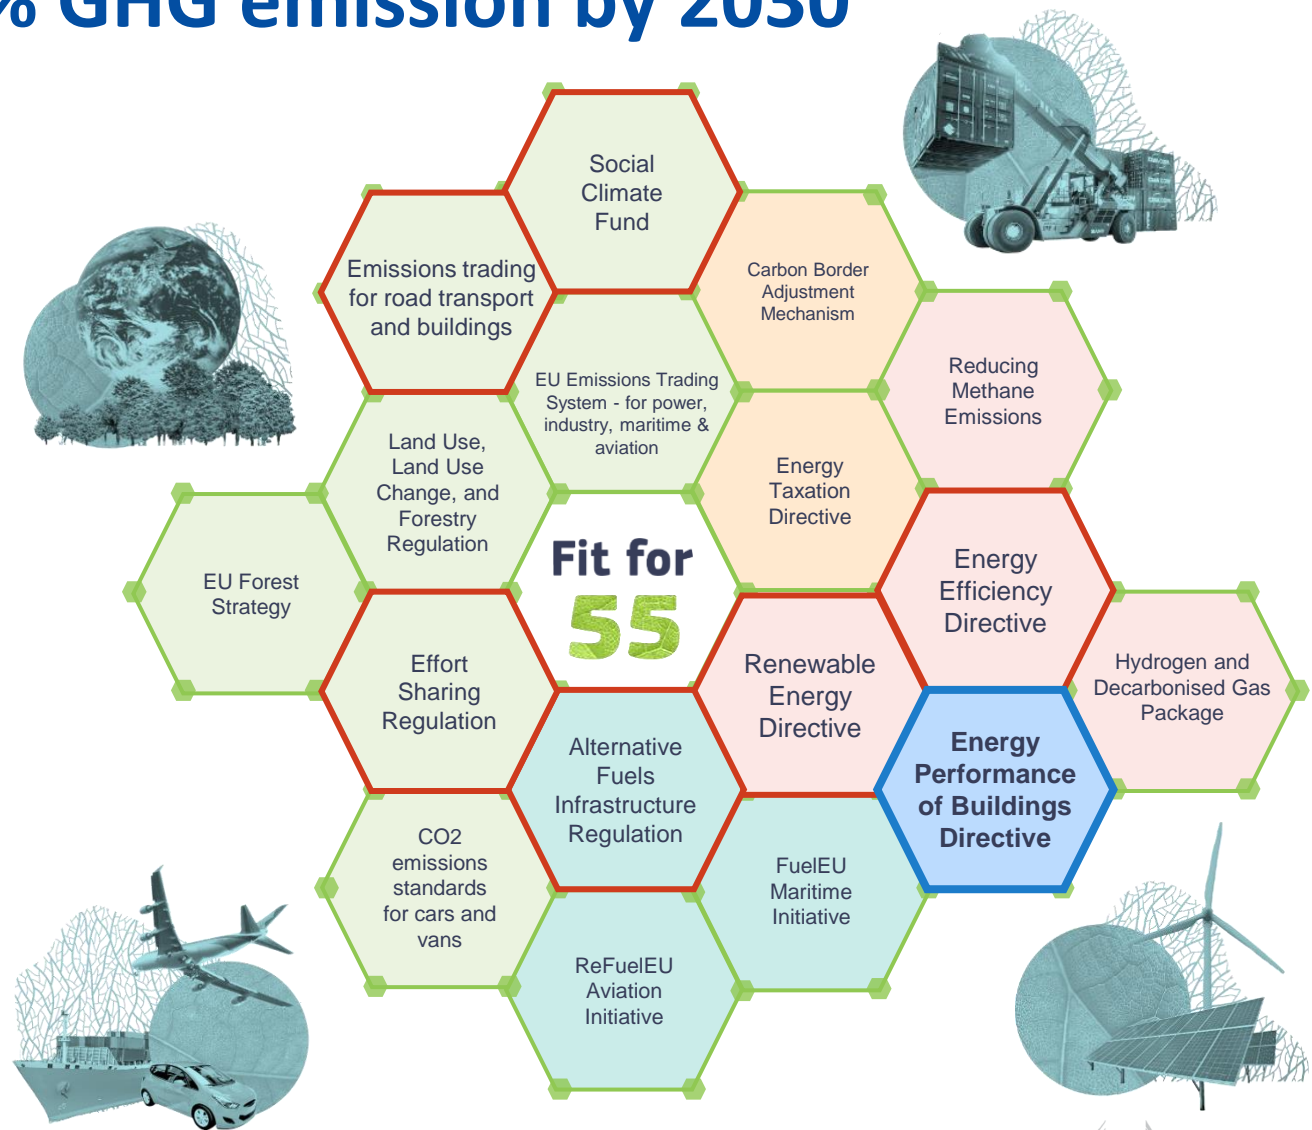 % GHG emission by 2030
Social
Climate
Fund
Emissions trading
for road transport
and buildings
Carbon Border
Adjustment
Mechanism
EU Emissions Trading
System - for power,
industry, maritime &
aviation
Reducing
Methane
Emissions
Land Use,
Land Use
Change, and
Forestry
Regulation
Energy
Taxation
Directive
EU Forest
Strategy
Fit for
55
Energy
Efficiency
Directive
Effort
Sharing
Regulation
Renewable
Energy
Directive
Hydrogen and
Decarbonised Gas
Package
Alternative
Fuels
Infrastructure
Regulation
Energy
Performance
of Buildings
Directive
CO2
emissions
standards
for cars and
vans
FuelEU
Maritime
Initiative
ReFuelEU
Aviation
Initiative